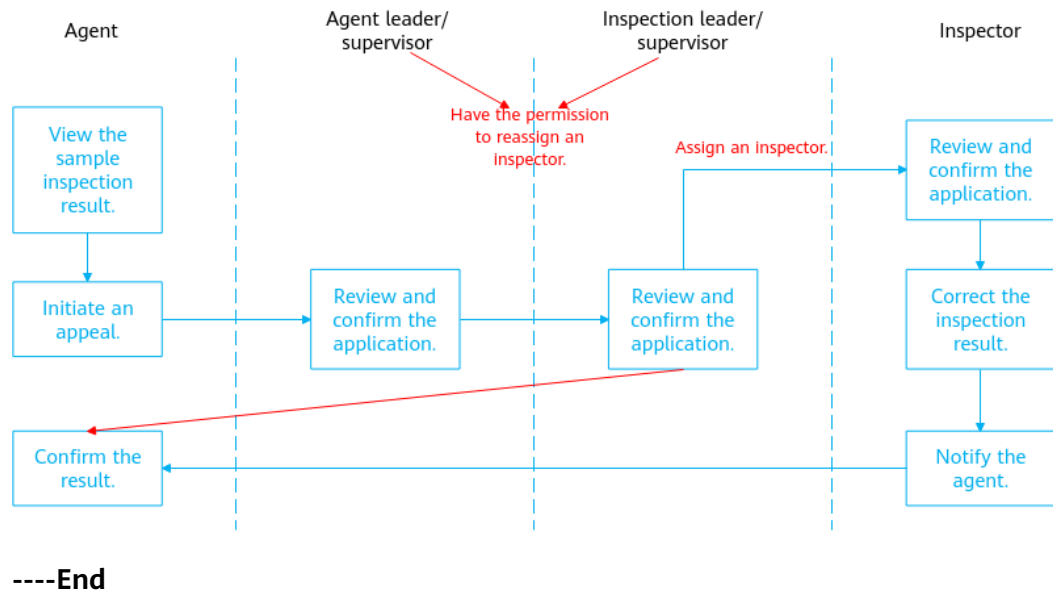 Agent
Agent leader/
supervisor
Inspection leader/
supervisor
Inspector
Have the permission
to reassign an
inspector.
Assign an inspector.
View the
sample
inspection
result.
Review and
confirm the
application.
Initiate an
appeal.
Review and
confirm the
application.
Review and
confirm the
application.
Correct the
inspection
result.
Confirm the
result.
Notify the
agent.
----End